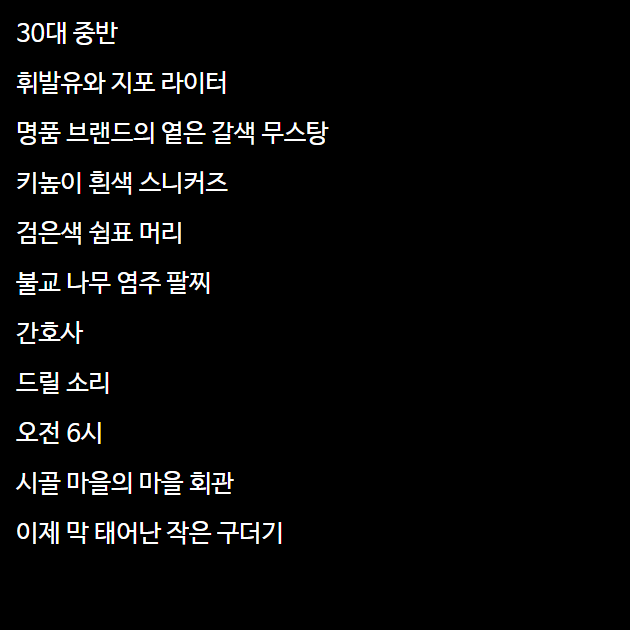 30대 중반
휘발유와 지포 라이터
명품 브랜드의 옅은 갈색 무스탕
키높이 흰색 스니커즈
검은색 쉼표 머리
불교 나무 염주 팔찌
간호사
드릴 소리
오전 6시
시골 마을의 마을 회관
이제 막 태어난 작은 구더기